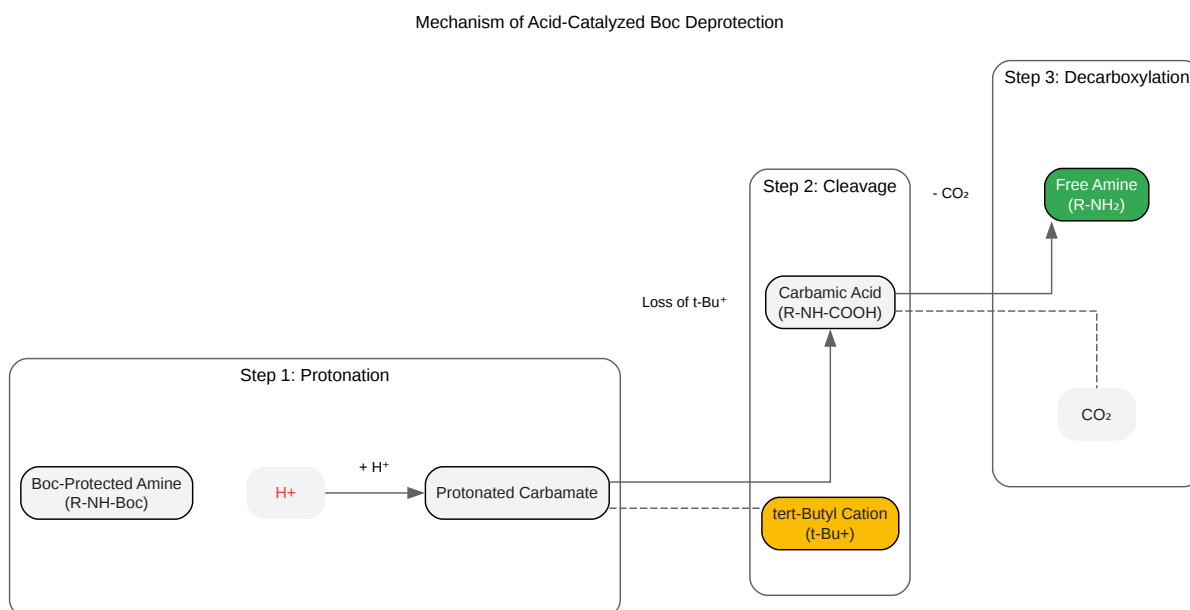 Mechanism of Acid-Catalyzed Boc Deprotection
Step 1: Protonation
Boc-Protected Amine
(R-NH-Boc)
H+
+ H⁺
Protonated Carbamate
Loss of t-Bu⁺
Step 2: Cleavage
Carbamic Acid
(R-NH-COOH)
tert-Butyl Cation
(t-Bu+)
- CO₂
Step 3: Decarboxylation
Free Amine
(R-NH₂)
CO₂